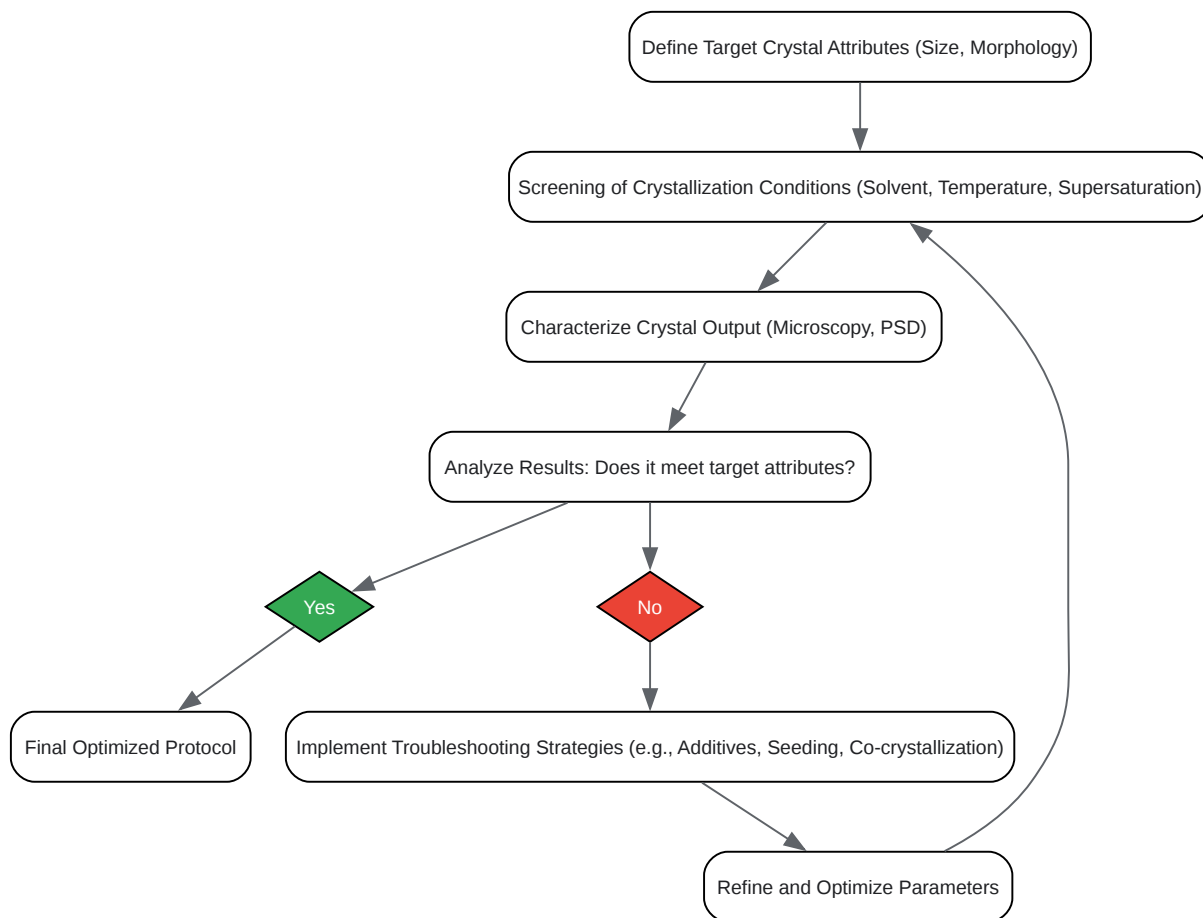 Define Target Crystal Attributes (Size, Morphology)
Screening of Crystallization Conditions (Solvent, Temperature, Supersaturation)
Characterize Crystal Output (Microscopy, PSD)
Analyze Results: Does it meet target attributes?
Yes
No
Final Optimized Protocol
Implement Troubleshooting Strategies (e.g., Additives, Seeding, Co-crystallization)
Refine and Optimize Parameters